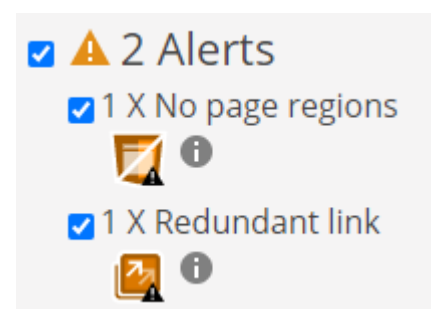 2 Alerts
1 X No page regions
1 X Redundant link